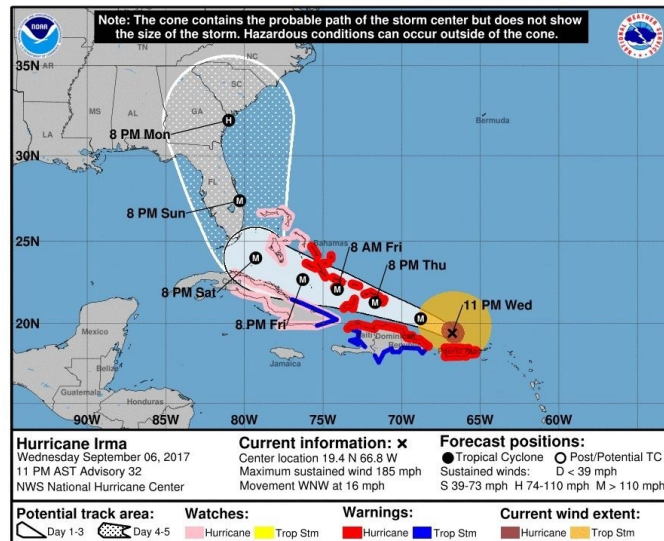 Note: The cone contains the probable path of the storm center but does not show
the size of the storm. Hazardous conditions can occur outside of the cone.
NOAA
35N
30N
25N
20N
TN
NC
AR
SC
MS
AL
GA
LA
FL
Bermuda
8 PM Mon
8 PM Sun
Bahamas
8 AM Fri
8 PM Thu
8 PM Sat
Cuba
8 PM Fri
11 PM Wed
H
M
M
M
M
M
M
Mexico
Belize
Guatemala
Honduras
Jamaica
Haiti
Dominican
90W
85W
80W
75W
70W
65W
60W
Hurricane Irma
Wednesday September 06, 2017
11 PM AST Advisory 32
NWS National Hurricane Center
Current information: ×
Center location 19.4 N 66.8 W
Maximum sustained wind 185 mph
Movement WNW at 16 mph
Forecast positions:
Tropical Cyclone
Post/Potential TC
Sustained winds: D < 39 mph
S 39-73 mph H 74-110 mph M > 110 mph
Potential track area:
Day 1-3
Day 4-5
Watches:
Hurricane
Trop Stm
Warnings:
Hurricane
Trop Stm
Current wind extent:
Hurricane
Trop Stm